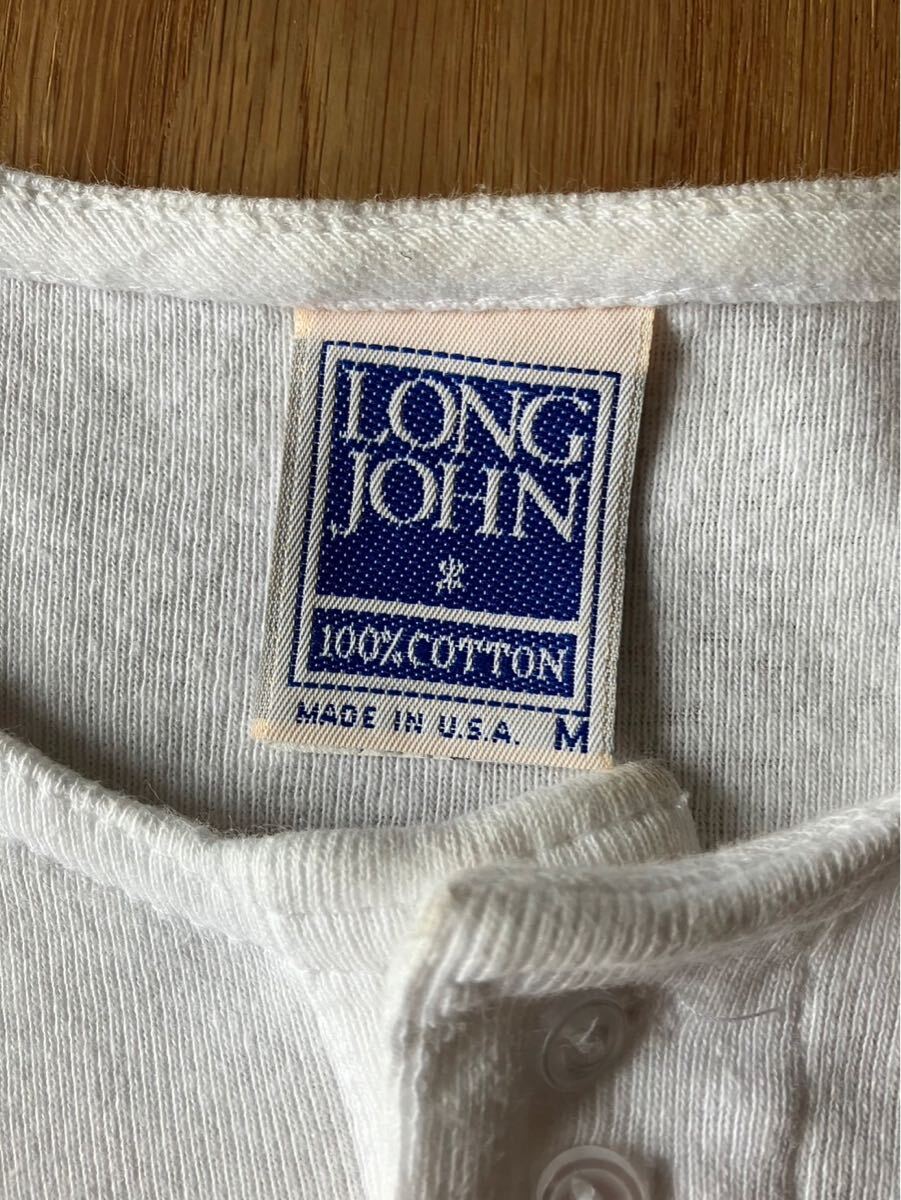 LONG
JOHN
100% COTTON
MADE IN U.S.A. M